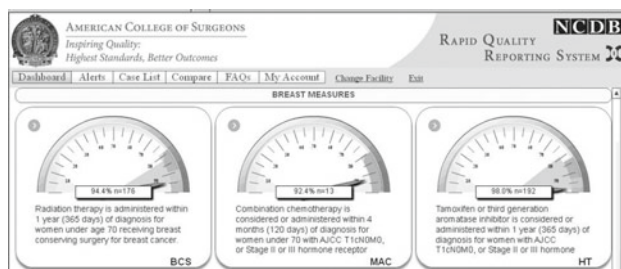 AMERICAN COLLEGE OF SURGEONS
Inspiring Quality:
Highest Standards, Better Outcomes
NCDB
RAPID QUALITY
REPORTING SYSTEM
Dashboard Alerts Case List Compare FAQs My Account Change Facility Exit
BREAST MEASURES
94.4% n=176
Radiation therapy is administered within
1 year (365 days) of diagnosis for
women under age 70 receiving breast
conserving surgery for breast cancer.
BCS
92.4% n=13
Combination chemotherapy is
considered or administered within 4
months (120 days) of diagnosis for
women under 70 with AJCC T1cN0M0,
or Stage II or III hormone receptor
MAC
98.0% n=192
Tamoxifen or third generation
aromatase inhibitor is considered or
administered within 1 year (365 days) of
diagnosis for women with AJCC
T1cN0M0, or Stage II or III hormone
HT